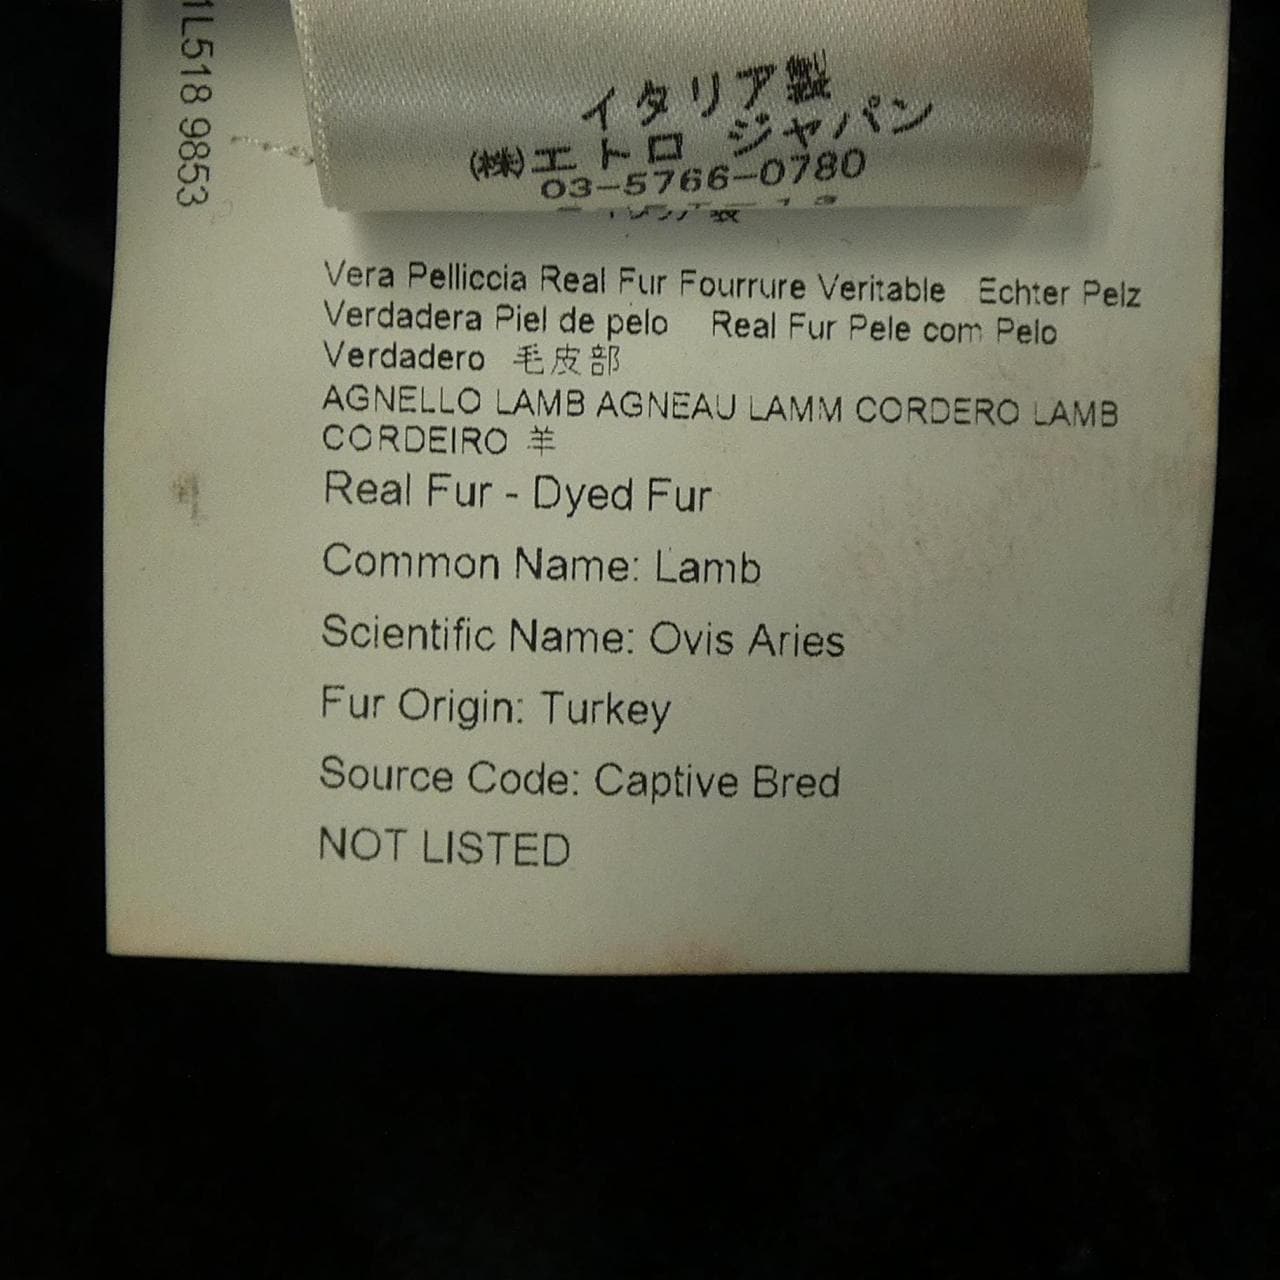 1L518 9853
イタリア製
(株)エトロ ジャパン
03-5766-0780
Vera Pelliccia Real Fur Fourrure Veritable Echter Pelz
Verdadera Piel de pelo Real Fur Pele com Pelo
Verdadero 毛皮部
AGNELLO LAMB AGNEAU LAMM CORDERO LAMB
CORDEIRO 羊
Real Fur - Dyed Fur
Common Name: Lamb
Scientific Name: Ovis Aries
Fur Origin: Turkey
Source Code: Captive Bred
NOT LISTED